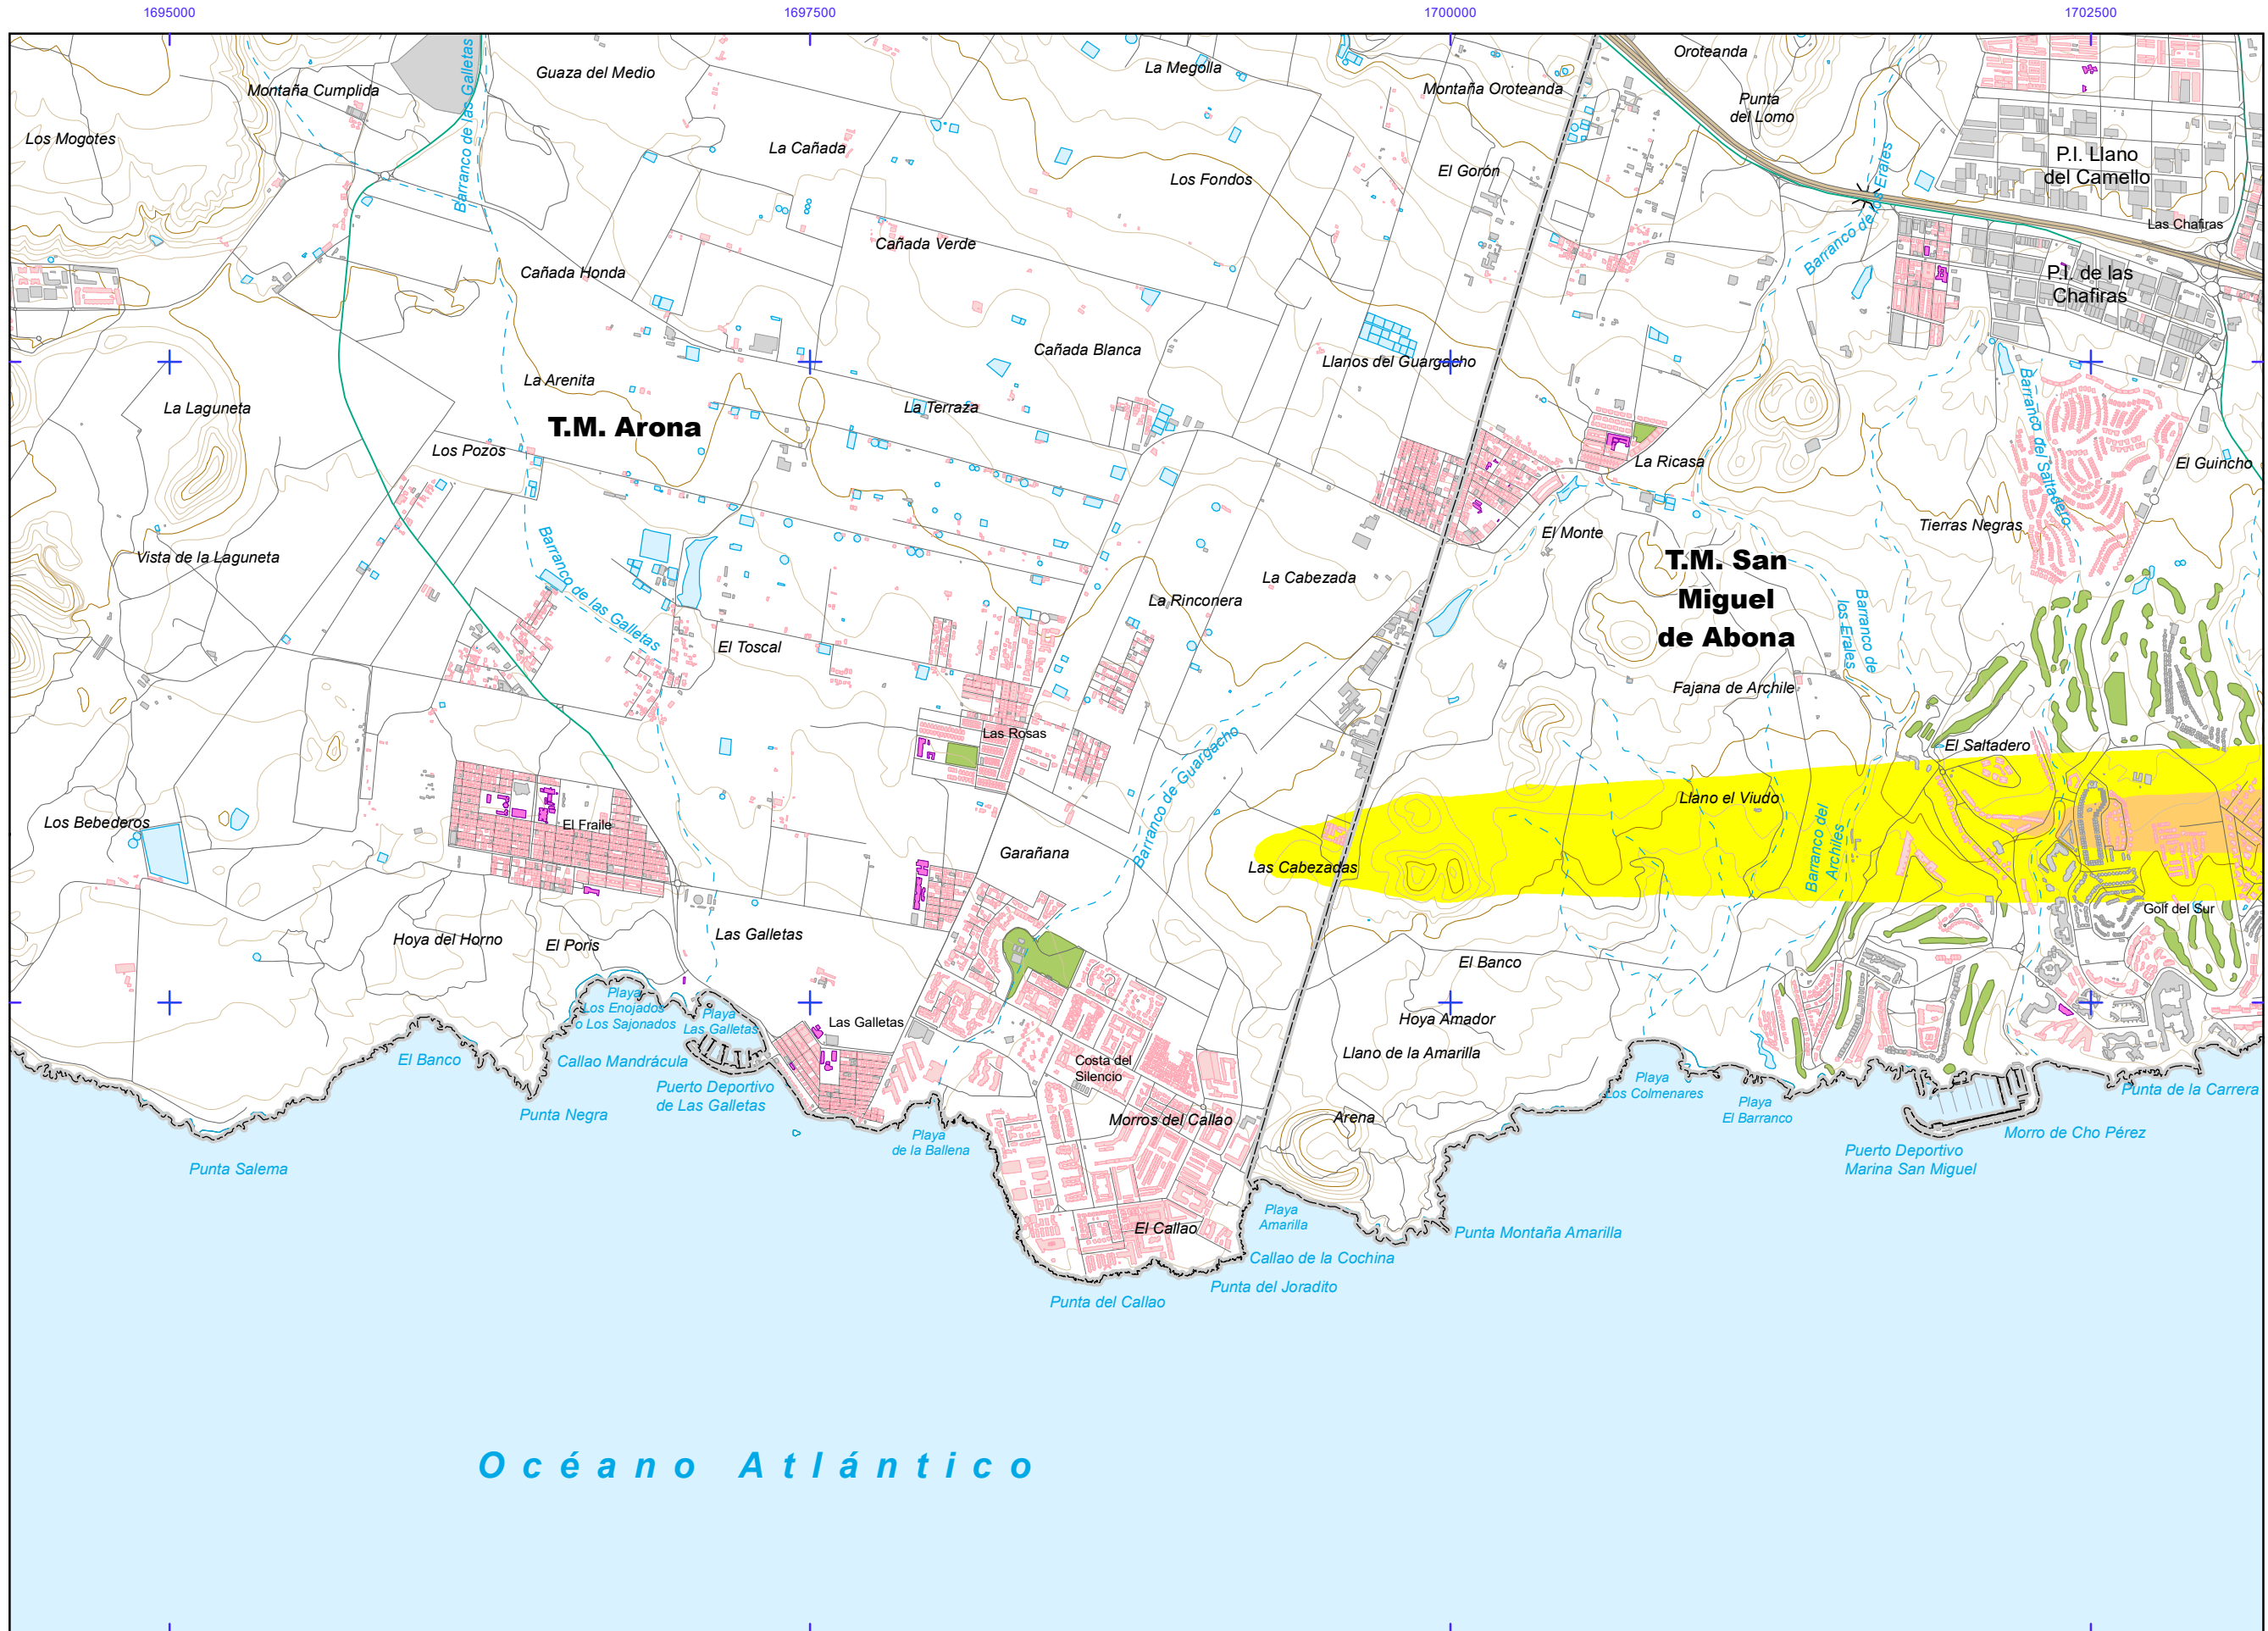 1695000
1697500
1700000
1702500
Guaza del Medio
Montaña Cumplida
Los Mogotes
Barranco de las Galletas
La Cañada
La Megolla
Los Fondos
Montaña Oroteanda
Oroteanda
Punta
del Lomo
El Gorón
P.I. Llano
del Camello
Las Chafiras
P.I. de las
Chafiras
Barranco de los Erales
Cañada Verde
Cañada Honda
Cañada Blanca
Llanos del Guargacho
La Arenita
La Laguneta
T.M. Arona
La Terraza
Los Pozos
La Ricasa
El Guincho
Barranco del Saltadero
Tierras Negras
El Monte
Vista de la Laguneta
Barranco de las Galletas
La Cabezada
La Rinconera
T.M. San
Miguel
de Abona
Barranco de
los Erales
El Toscal
Fajana de Archile
Las Rosas
El Saltadero
Barranco de Guargacho
Llano el Viudo
Los Bebederos
El Fraile
Garañana
Las Cabezadas
Barranco del
Archiles
Golf del Sur
Hoya del Horno
El Poris
Las Galletas
El Banco
Playa
Los Enojados
o Los Sajonados
Playa
Las Galletas
Las Galletas
Hoya Amador
Llano de la Amarilla
El Banco
Callao Mandrácula
Costa del
Silencio
Puerto Deportivo
de Las Galletas
Punta Negra
Morros del Callao
Arena
Playa
Los Colmenares
Playa
El Barranco
Punta de la Carrera
Morro de Cho Pérez
Puerto Deportivo
Marina San Miguel
Playa
de la Ballena
Punta Salema
Playa
Amarilla
El Callao
Punta Montaña Amarilla
Callao de la Cochina
Punta del Joradito
Punta del Callao
Océano Atlántico